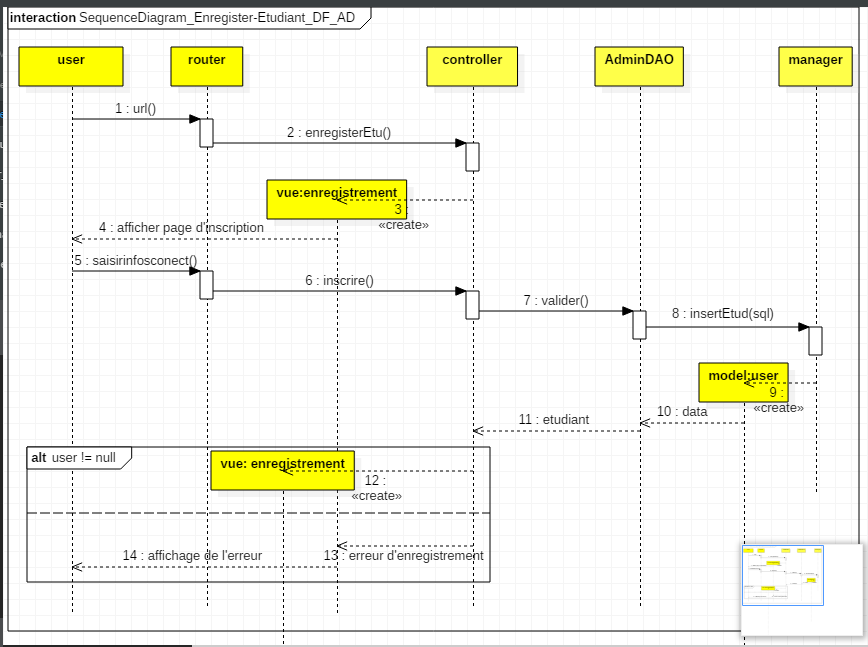 interaction SequenceDiagram_Enregister-Etudiant_DF_AD
user
router
controller
AdminDAO
manager
1 : url()
2 : enregisterEtu()
vue:enregistrement
3 :
«create»
4 : afficher page d'inscription
5 : saisirinfosconect()
6 : inscrire()
7 : valider()
8 : insertEtud(sql)
model:user
9 :
«create»
10 : data
11 : etudiant
alt user != null
vue: enregistrement
12 :
«create»
13 : erreur d'enregistrement
14 : affichage de l'erreur